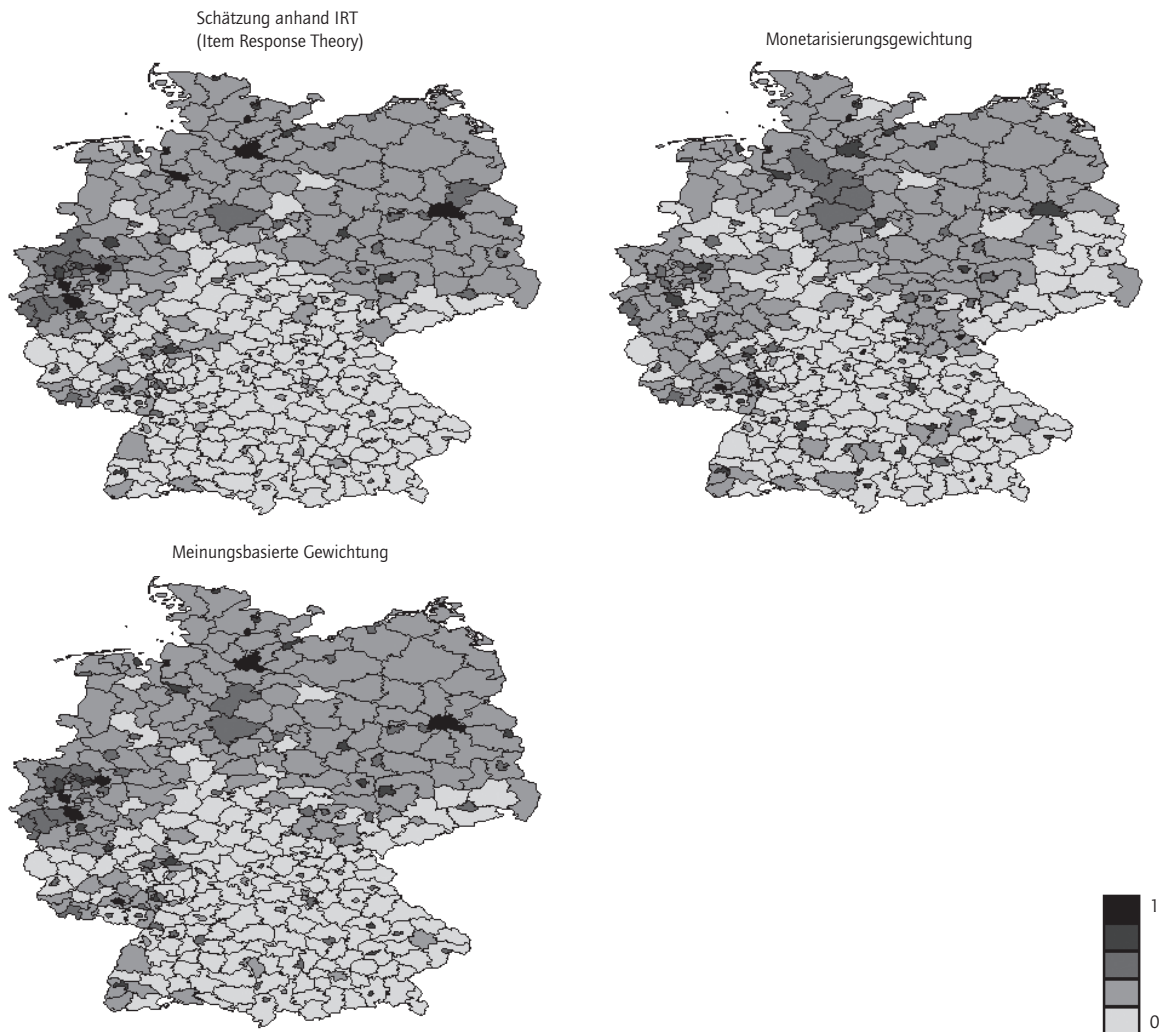 Schätzung anhand IRT
(Item Response Theory)
Monetarisierungsgewichtung
Meinungsbasierte Gewichtung
1
0